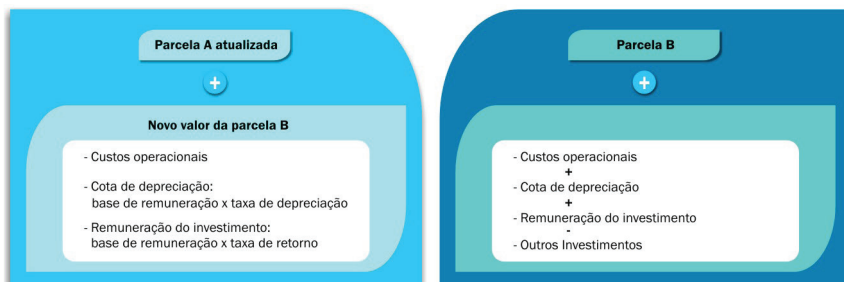 Parcela A atualizada
+
Novo valor da parcela B
- Custos operacionais
- Cota de depreciação:
base de remuneração x taxa de depreciação
- Remuneração do investimento:
base de remuneração x taxa de retorno
Parcela B
+
- Custos operacionais
+
- Cota de depreciação
+
- Remuneração do investimento
-
- Outros Investimentos